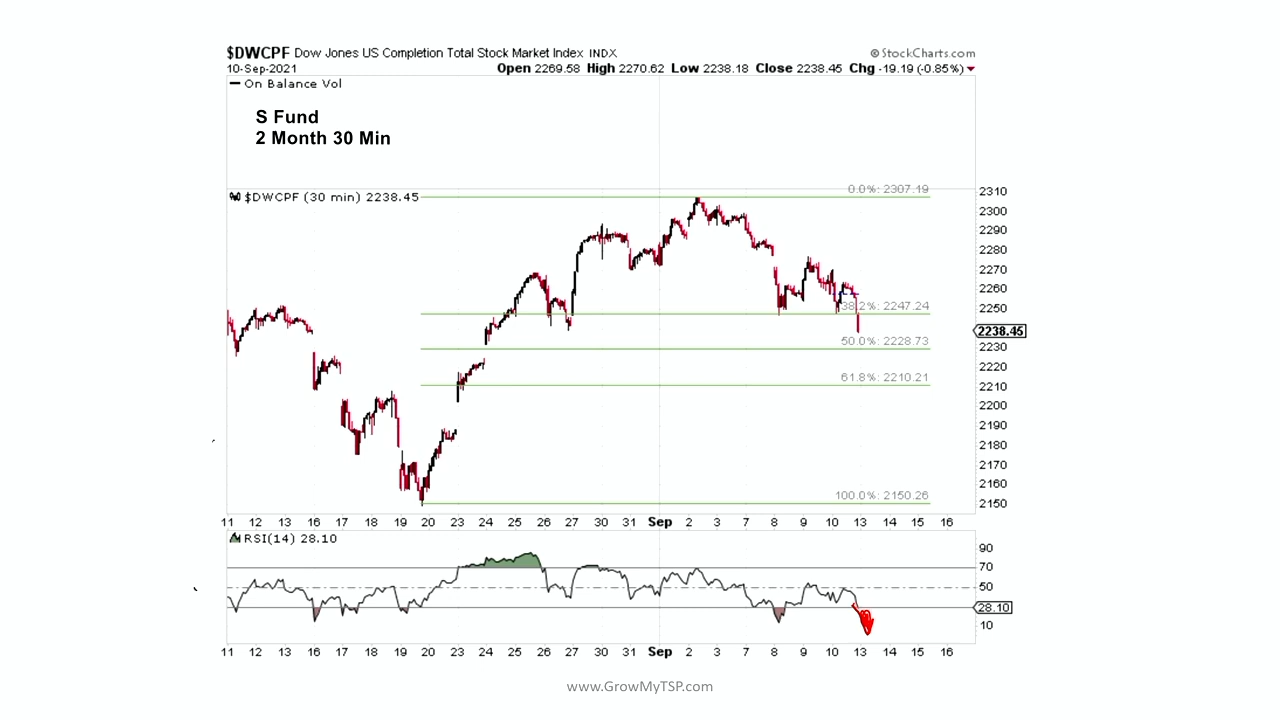 $DWCPF Dow Jones US Completion Total Stock Market Index INDX
© StockCharts.com
10-Sep-2021
Open 2269.58 High 2270.62 Low 2238.18 Close 2238.45 Chg -19.19 (-0.85%)
On Balance Vol
S Fund
2 Month 30 Min
$DWCPF (30 min) 2238.45
0.0%: 2307.19
38.2%: 2247.24
50.0%: 2228.73
61.8%: 2210.21
100.0%: 2150.26
2310
2300
2290
2280
2270
2260
2250
2238.45
2230
2220
2210
2200
2190
2180
2170
2160
2150
11 12 13 16 17 18 19 20 23 24 25 26 27 30 31 Sep 2 3 7 8 9 10 13 14 15 16
RSI(14) 28.10
90
70
50
28.10
10
11 12 13 16 17 18 19 20 23 24 25 26 27 30 31 Sep 2 3 7 8 9 10 13 14 15 16
www.GrowMyTSP.com